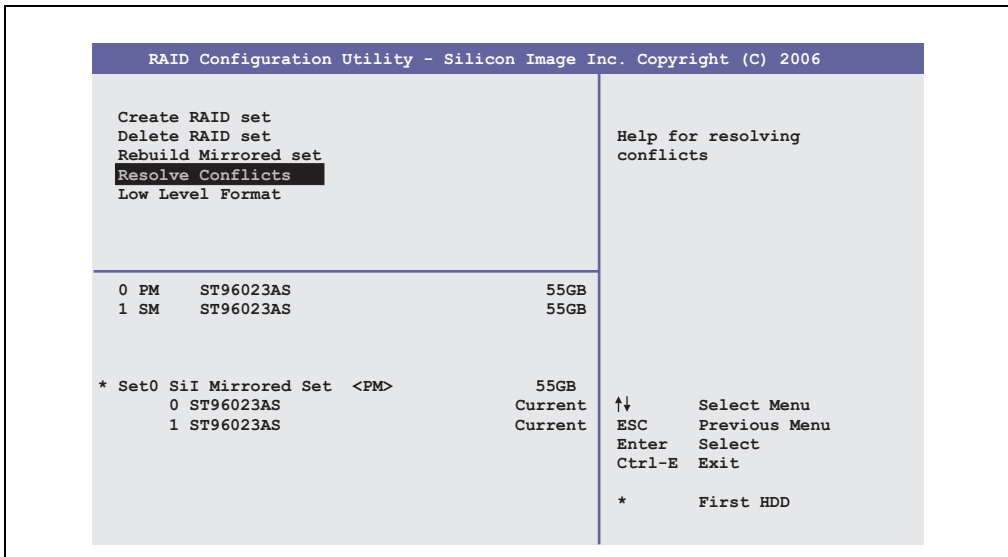 RAID Configuration Utility - Silicon Image Inc. Copyright (C) 2006
Create RAID set
Delete RAID set
Rebuild Mirrored set
Resolve Conflicts
Low Level Format
Help for resolving
conflicts
0 PM ST96023AS 55GB
1 SM ST96023AS 55GB
* Set0 SiI Mirrored Set <PM> 55GB
0 ST96023AS Current
1 ST96023AS Current
↑↓ Select Menu
ESC Previous Menu
Enter Select
Ctrl-E Exit
* First HDD